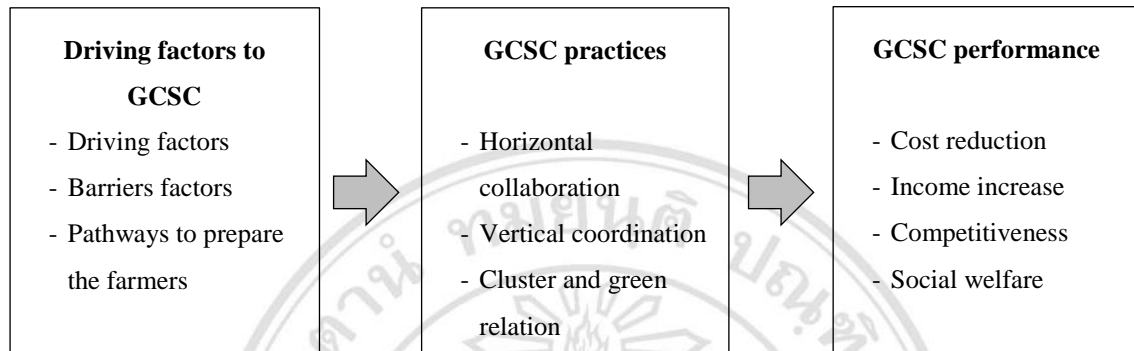 Driving factors to
GCSC
- Driving factors
- Barriers factors
- Pathways to prepare
the farmers
GCSC practices
- Horizontal
collaboration
- Vertical coordination
- Cluster and green
relation
GCSC performance
- Cost reduction
- Income increase
- Competitiveness
- Social welfare